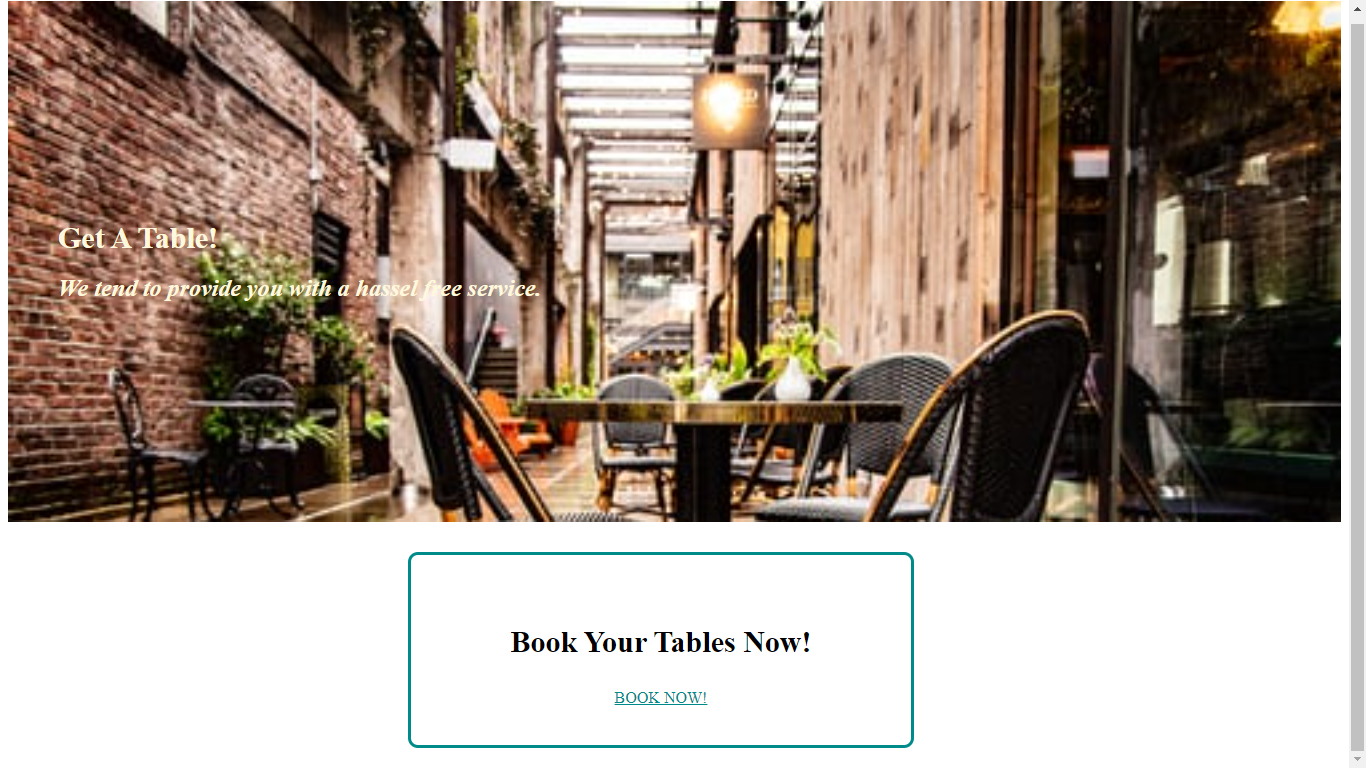 Get A Table!
We tend to provide you with a hassel free service.
Book Your Tables Now!
BOOK NOW!